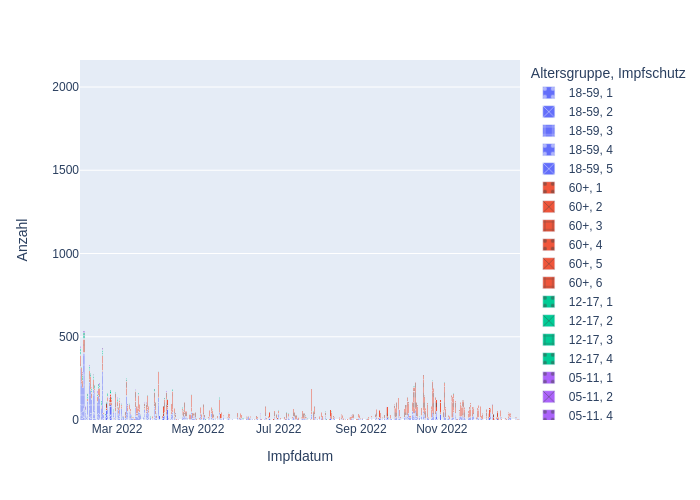 Altersgruppe, Impfschutz
18-59, 1
18-59, 2
18-59, 3
18-59, 4
18-59, 5
60+, 1
60+, 2
60+, 3
60+, 4
60+, 5
60+, 6
12-17, 1
12-17, 2
12-17, 3
12-17, 4
05-11, 1
05-11, 2
05-11, 4
2000
1500
1000
500
0
Anzahl
Mar 2022
May 2022
Jul 2022
Sep 2022
Nov 2022
Impfdatum